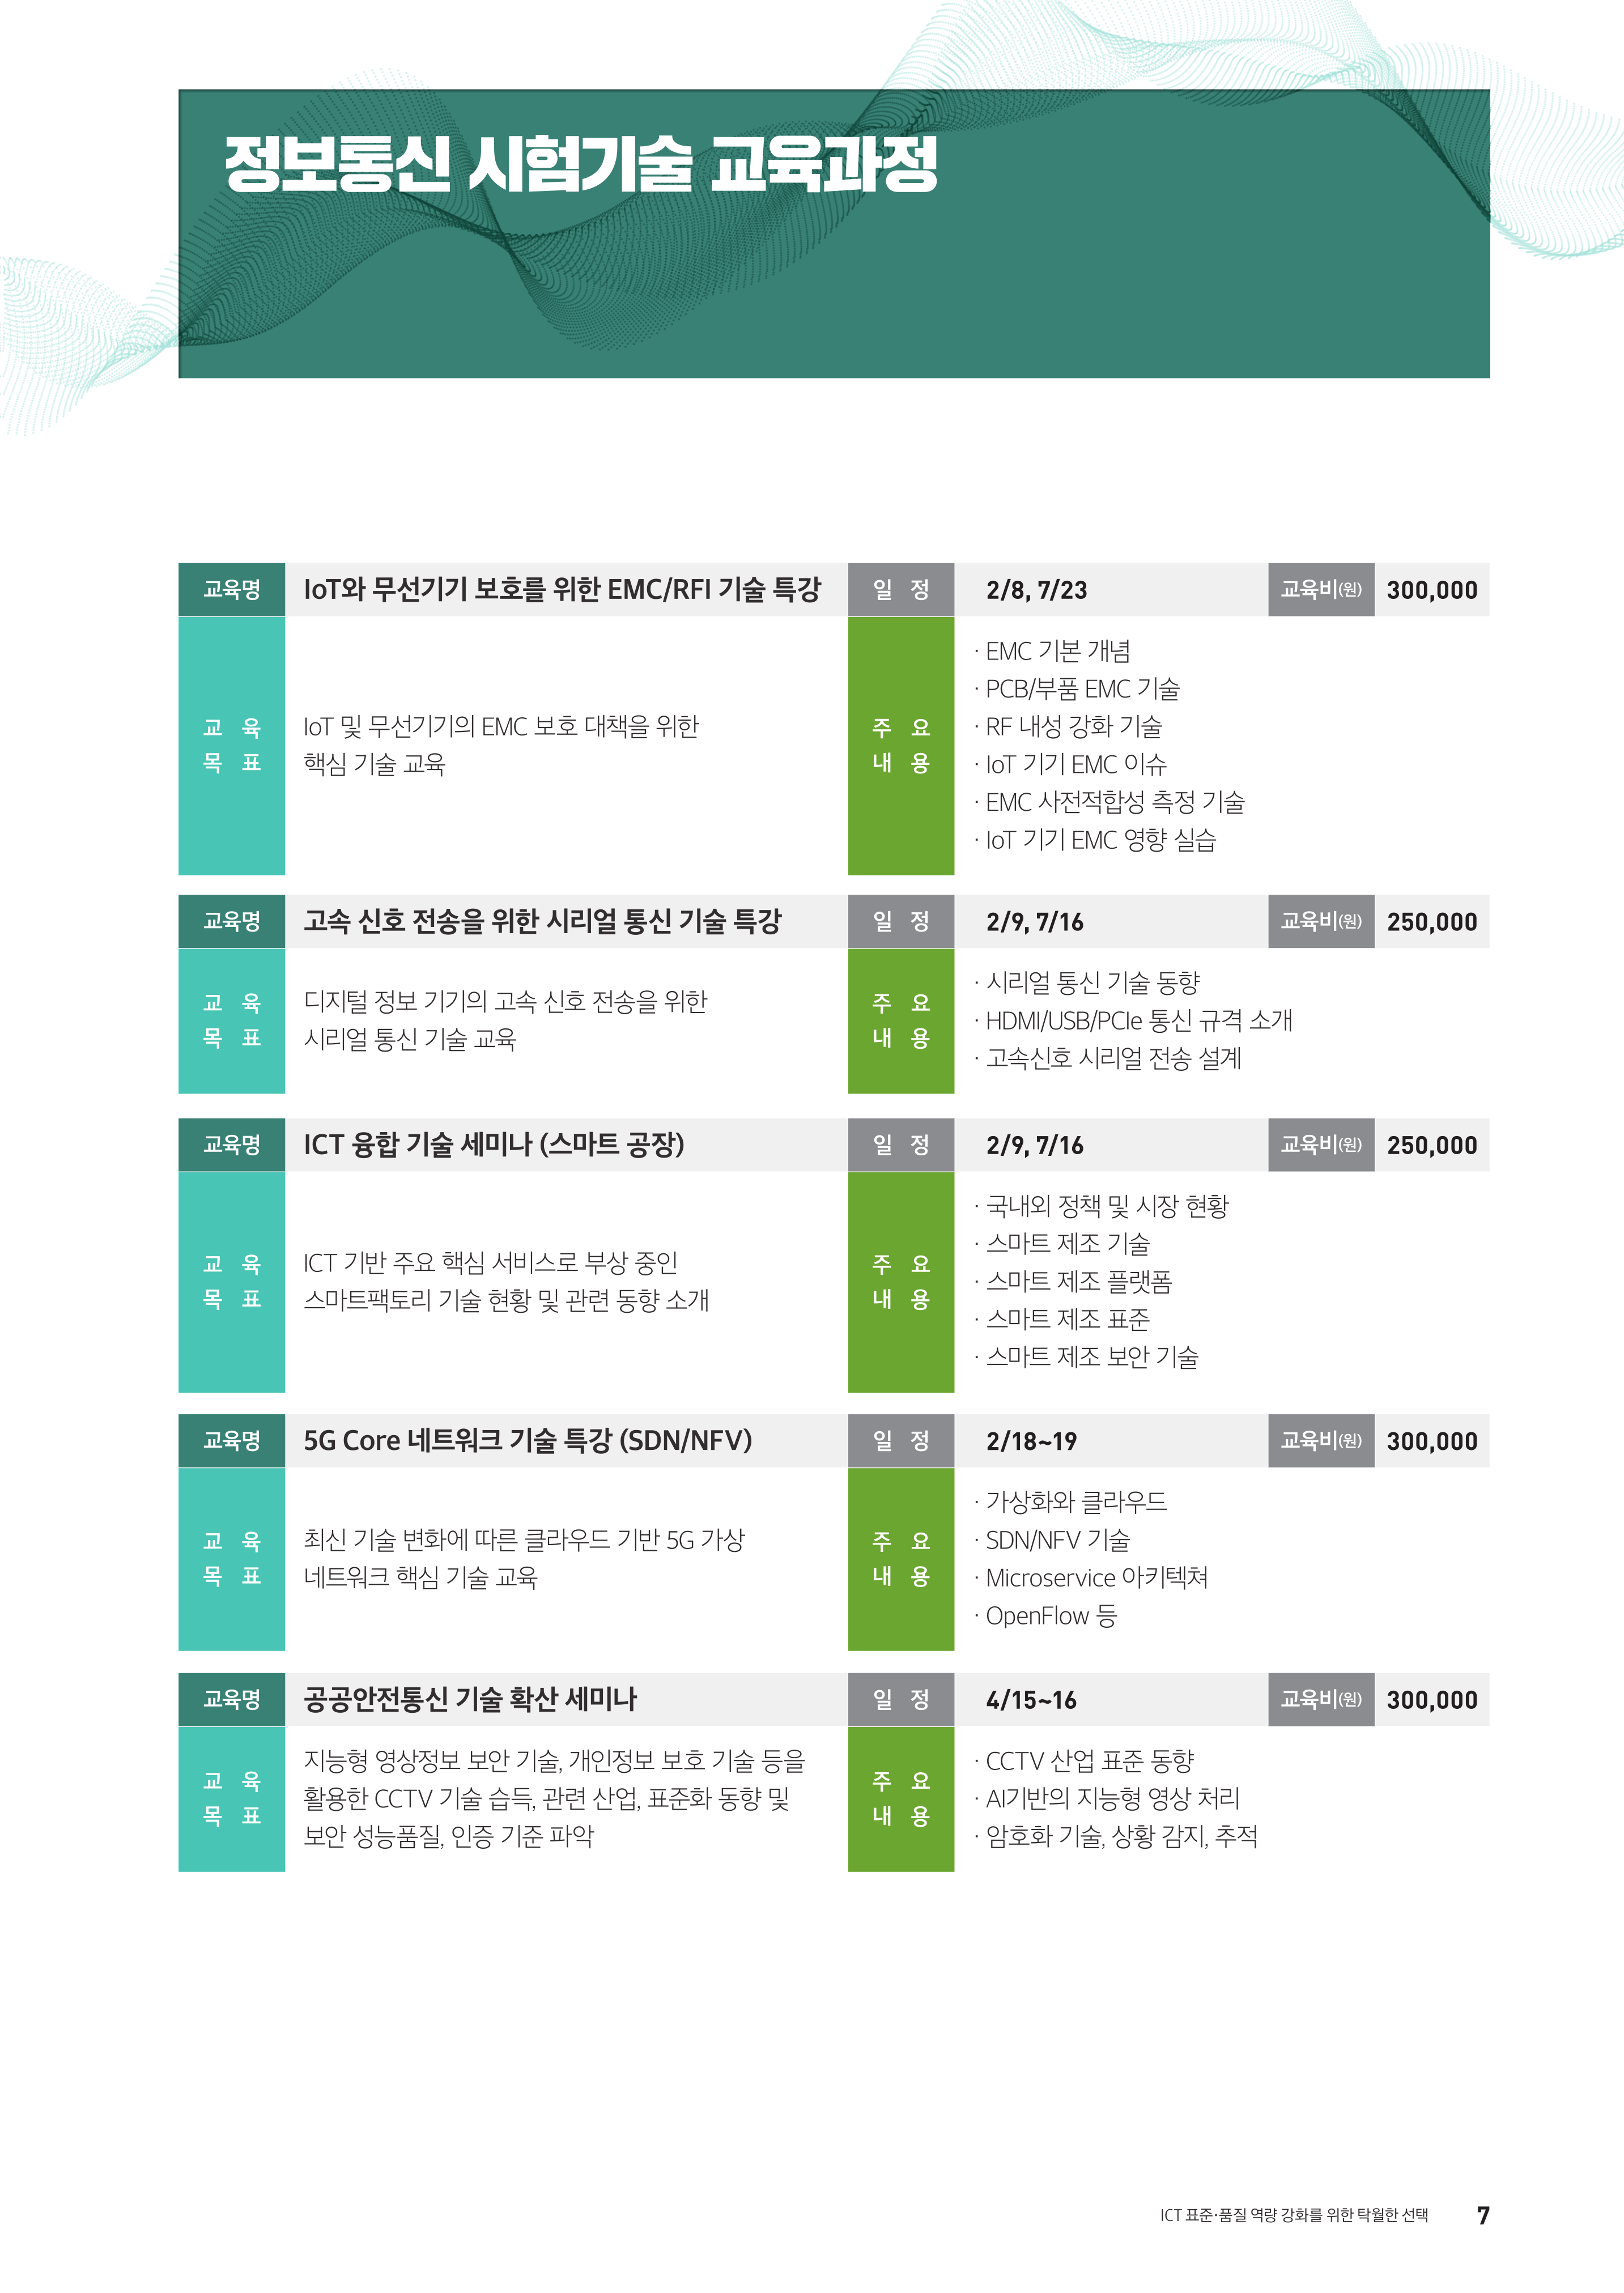 정보통신 시험기술 교육과정
교육명 IoT와 무선기기 보호를 위한 EMC/RFI 기술 특강 일 정 2/8, 7/23 교육비(원) 300,000
교 육
목 표
IoT 및 무선기기의 EMC 보호 대책을 위한
핵심 기술 교육
주 요
내 용
· EMC 기본 개념
· PCB/부품 EMC 기술
· RF 내성 강화 기술
· IoT 기기 EMC 이슈
· EMC 사전적합성 측정 기술
· IoT 기기 EMC 영향 실습
교육명 고속 신호 전송을 위한 시리얼 통신 기술 특강 일 정 2/9, 7/16 교육비(원) 250,000
교 육
목 표
디지털 정보 기기의 고속 신호 전송을 위한
시리얼 통신 기술 교육
주 요
내 용
· 시리얼 통신 기술 동향
· HDMI/USB/PCIe 통신 규격 소개
· 고속신호 시리얼 전송 설계
교육명 ICT 융합 기술 세미나 (스마트 공장) 일 정 2/9, 7/16 교육비(원) 250,000
교 육
목 표
ICT 기반 주요 핵심 서비스로 부상 중인
스마트팩토리 기술 현황 및 관련 동향 소개
주 요
내 용
· 국내외 정책 및 시장 현황
· 스마트 제조 기술
· 스마트 제조 플랫폼
· 스마트 제조 표준
· 스마트 제조 보안 기술
교육명 5G Core 네트워크 기술 특강 (SDN/NFV) 일 정 2/18~19 교육비(원) 300,000
교 육
목 표
최신 기술 변화에 따른 클라우드 기반 5G 가상
네트워크 핵심 기술 교육
주 요
내 용
· 가상화와 클라우드
· SDN/NFV 기술
· Microservice 아키텍쳐
· OpenFlow 등
교육명 공공안전통신 기술 확산 세미나 일 정 4/15~16 교육비(원) 300,000
교 육
목 표
지능형 영상정보 보안 기술, 개인정보 보호 기술 등을
활용한 CCTV 기술 습득, 관련 산업, 표준화 동향 및
보안 성능품질, 인증 기준 파악
주 요
내 용
· CCTV 산업 표준 동향
· AI기반의 지능형 영상 처리
· 암호화 기술, 상황 감지, 추적
ICT 표준·품질 역량 강화를 위한 탁월한 선택 7